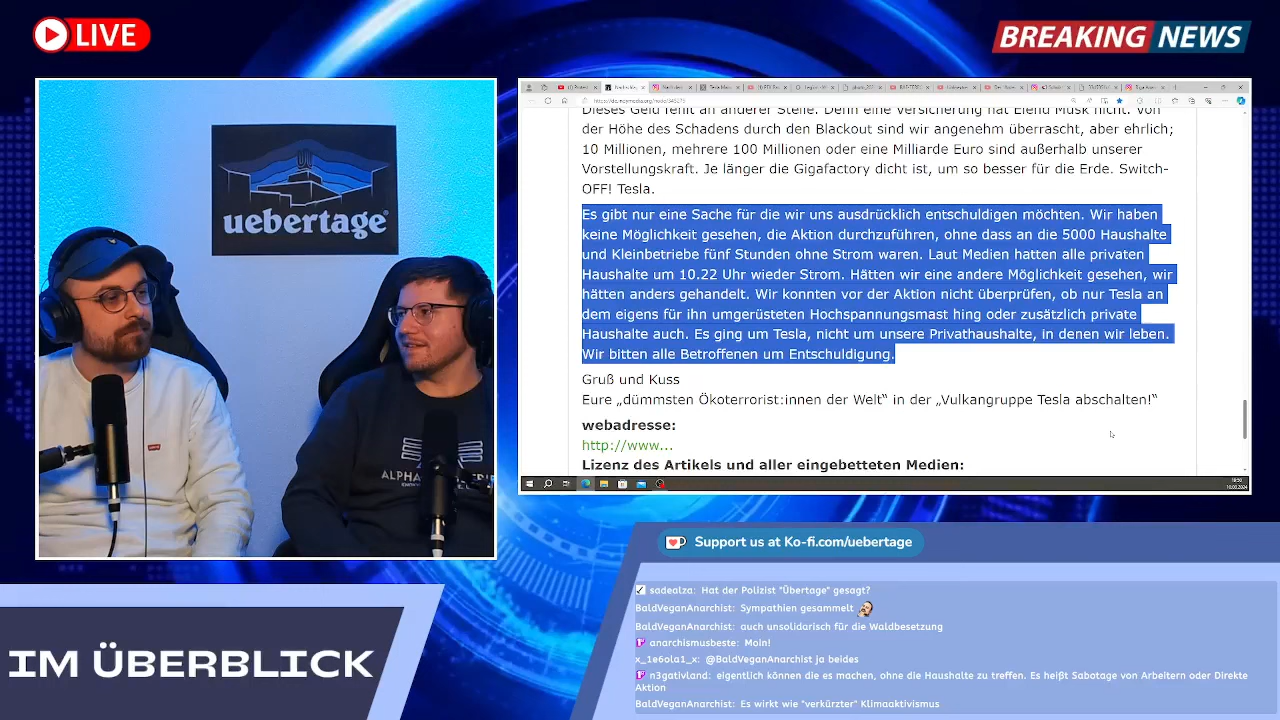 LIVE
BREAKING NEWS
uebertage
ALPHA
Dieses Geld fehlt an anderer Stelle. Denn eine Versicherung hat Elend Musk nicht. Von
der Höhe des Schadens durch den Blackout sind wir angenehm überrascht, aber ehrlich;
10 Millionen, mehrere 100 Millionen oder eine Milliarde Euro sind außerhalb unserer
Vorstellungskraft. Je länger die Gigafactory dicht ist, um so besser für die Erde. Switch-
OFF! Tesla.
Es gibt nur eine Sache für die wir uns ausdrücklich entschuldigen möchten. Wir haben
keine Möglichkeit gesehen, die Aktion durchzuführen, ohne dass an die 5000 Haushalte
und Kleinbetriebe fünf Stunden ohne Strom waren. Laut Medien hatten alle privaten
Haushalte um 10.22 Uhr wieder Strom. Hätten wir eine andere Möglichkeit gesehen, wir
hätten anders gehandelt. Wir konnten vor der Aktion nicht überprüfen, ob nur Tesla an
dem eigens für ihn umgerüsteten Hochspannungsmast hing oder zusätzlich private
Haushalte auch. Es ging um Tesla, nicht um unsere Privathaushalte, in denen wir leben.
Wir bitten alle Betroffenen um Entschuldigung.
Gruß und Kuss
Eure „dümmsten Ökoterrorist:innen der Welt“ in der „Vulkangruppe Tesla abschalten!“
webadresse:
http://www...
Lizenz des Artikels und aller eingebetteten Medien:
Support us at Ko-fi.com/uebertage
sadealza: Hat der Polizist "Übertage" gesagt?
BaldVeganAnarchist: Sympathien gesammelt
BaldVeganAnarchist: auch unsolidarisch für die Waldbesetzung
anarchismusbeste: Moin!
x_1e6ola1_x: @BaldVeganAnarchist ja beides
n3gativland: eigentlich können die es machen, ohne die Haushalte zu treffen. Es heißt Sabotage von Arbeitern oder Direkte
Aktion
BaldVeganAnarchist: Es wirkt wie "verkürzter" Klimaaktivismus
IM ÜBERBLICK